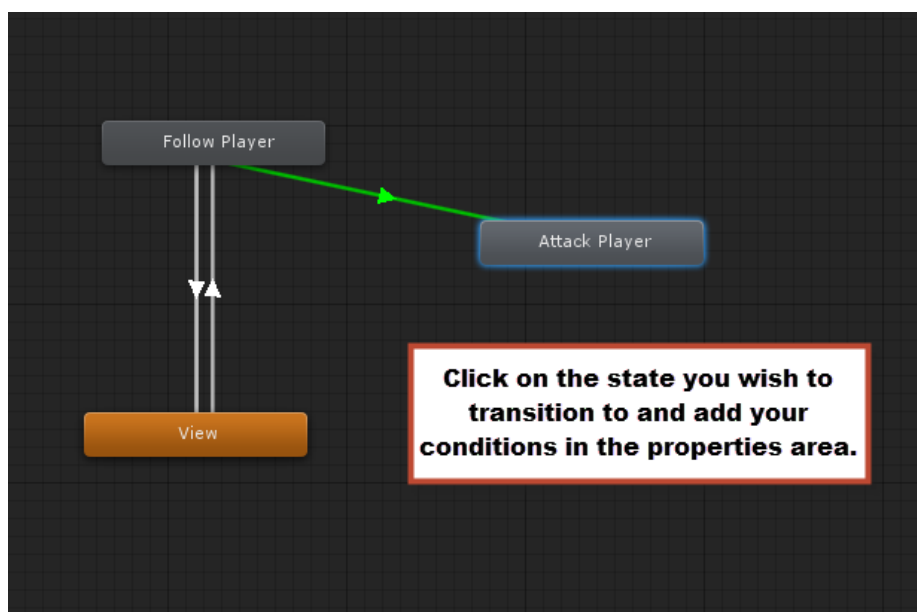 Follow Player
Attack Player
Click on the state you wish to
transition to and add your
conditions in the properties area.
View